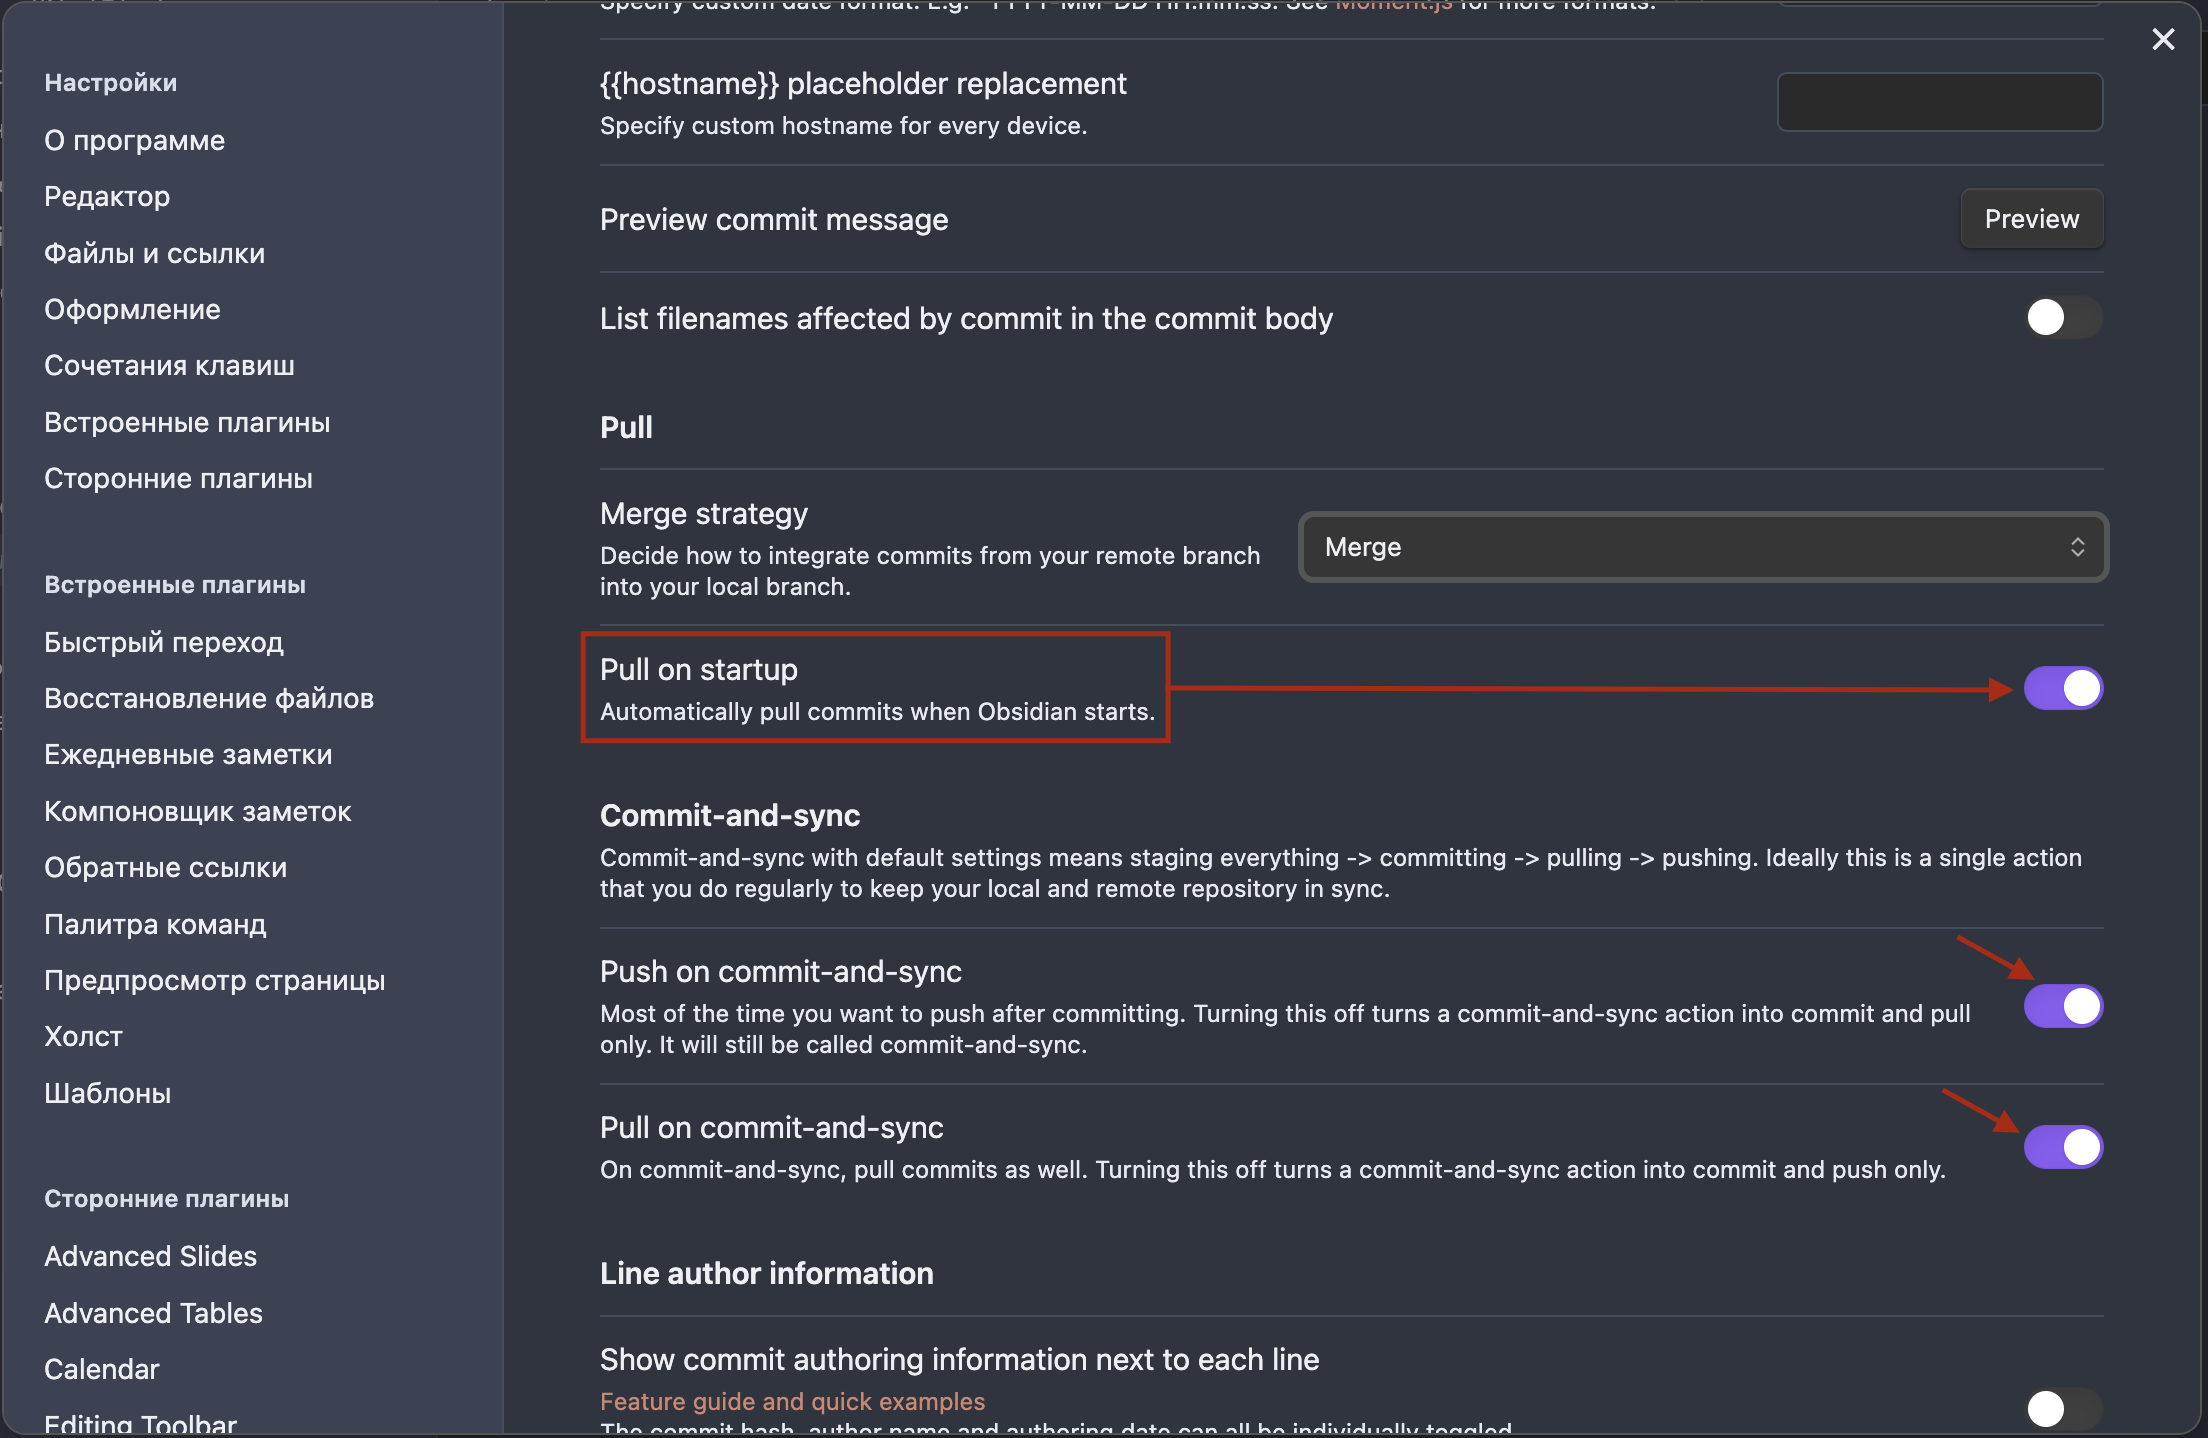 Настройки
О программе
Редактор
Файлы и ссылки
Оформление
Сочетания клавиш
Встроенные плагины
Сторонние плагины
Встроенные плагины
Быстрый переход
Восстановление файлов
Ежедневные заметки
Компоновщик заметок
Обратные ссылки
Палитра команд
Предпросмотр страницы
Холст
Шаблоны
Сторонние плагины
Advanced Slides
Advanced Tables
Calendar
Editing Toolbar
Specify custom date format. E.g. "YYYY-MM-DD HH:mm:ss. See Moment.js for more formats.
{{hostname}} placeholder replacement
Specify custom hostname for every device.
Preview commit message
Preview
List filenames affected by commit in the commit body
Pull
Merge strategy
Decide how to integrate commits from your remote branch
into your local branch.
Merge
Pull on startup
Automatically pull commits when Obsidian starts.
Commit-and-sync
Commit-and-sync with default settings means staging everything -> committing -> pulling -> pushing. Ideally this is a single action
that you do regularly to keep your local and remote repository in sync.
Push on commit-and-sync
Most of the time you want to push after committing. Turning this off turns a commit-and-sync action into commit and pull
only. It will still be called commit-and-sync.
Pull on commit-and-sync
On commit-and-sync, pull commits as well. Turning this off turns a commit-and-sync action into commit and push only.
Line author information
Show commit authoring information next to each line
Feature guide and quick examples
The commit hash, author name and authoring date can all be individually toggled.